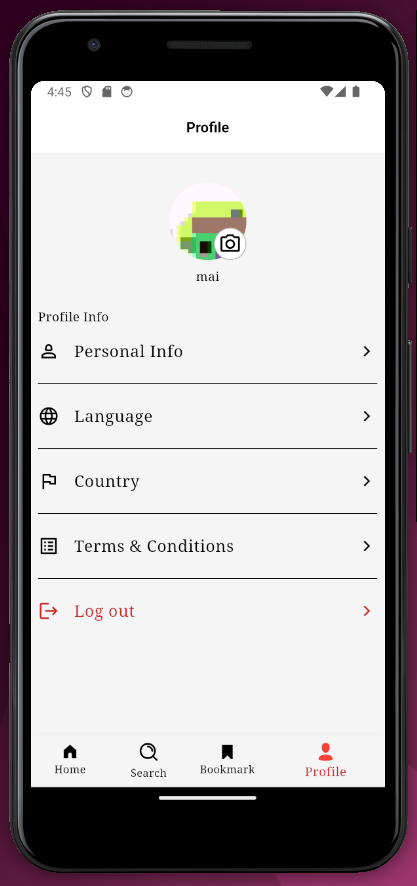 4:45
Profile
mai
Profile Info
Personal Info
Language
Country
Terms & Conditions
Log out
Home
Search
Bookmark
Profile